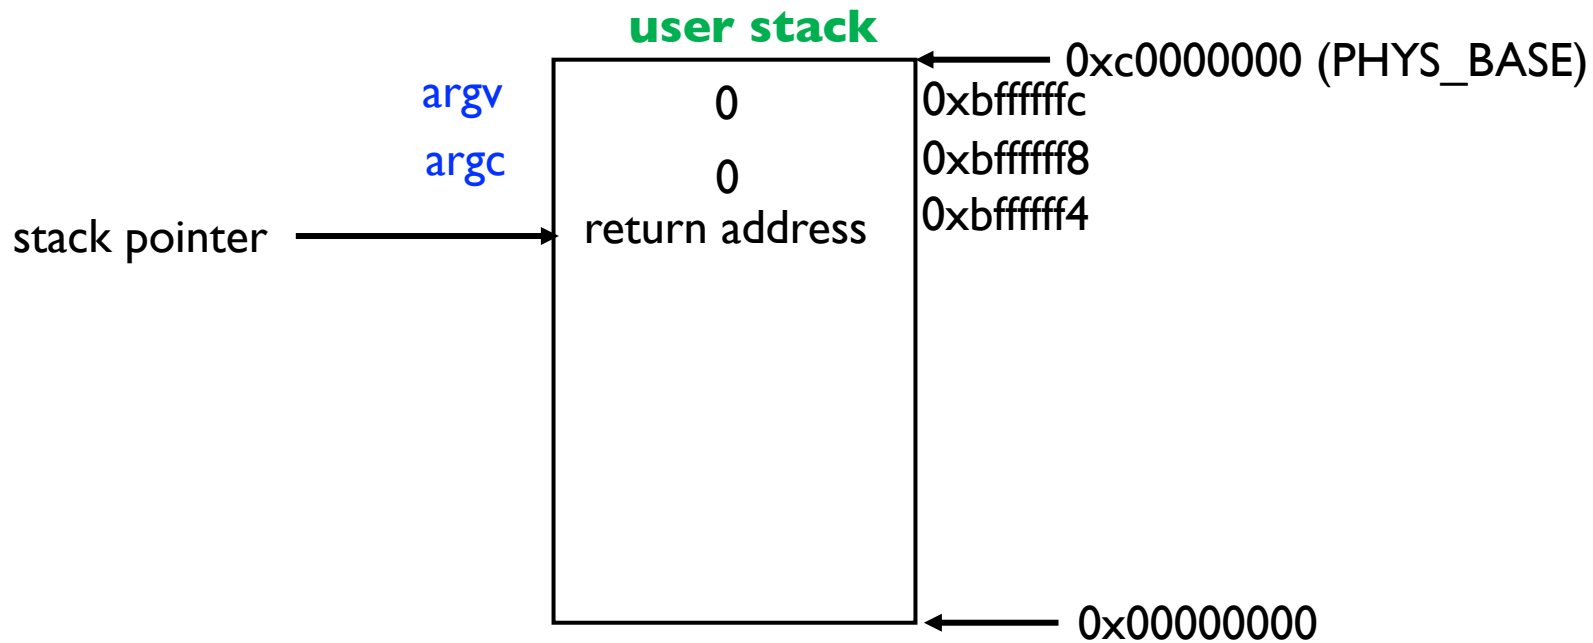 user stack
0xc0000000 (PHYS_BASE)
argv 0 0xbffffffc
argc 0 0xbffffff8
stack pointer return address 0xbffffff4
0x00000000